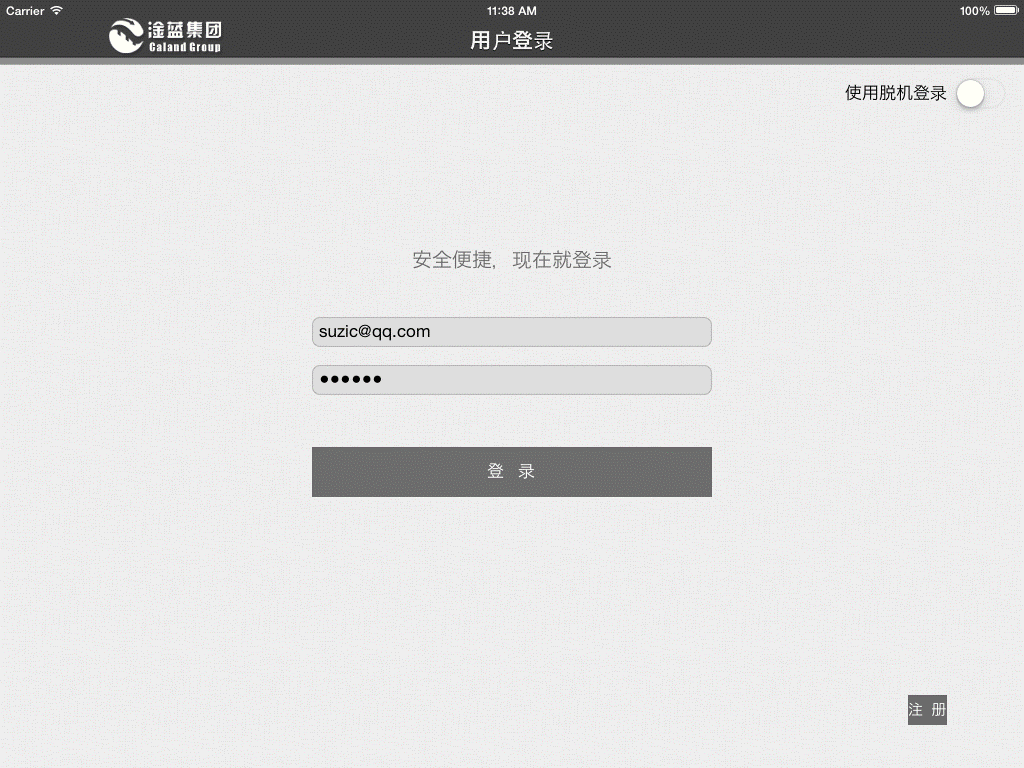 Carrier 11:38 AM 100%
淦蓝集团
Caland Group
用户登录
使用脱机登录
安全便捷，现在就登录
suzic@qq.com
••••••
登 录
注 册